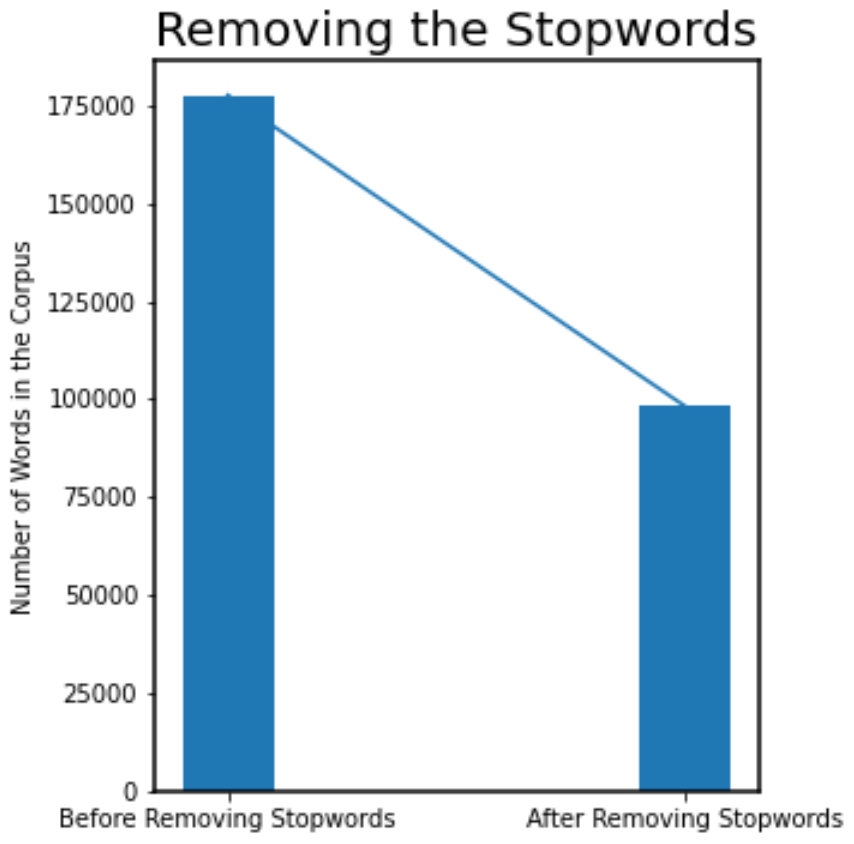 Removing the Stopwords
Number of Words in the Corpus
175000
150000
125000
100000
75000
50000
25000
0
Before Removing Stopwords
After Removing Stopwords